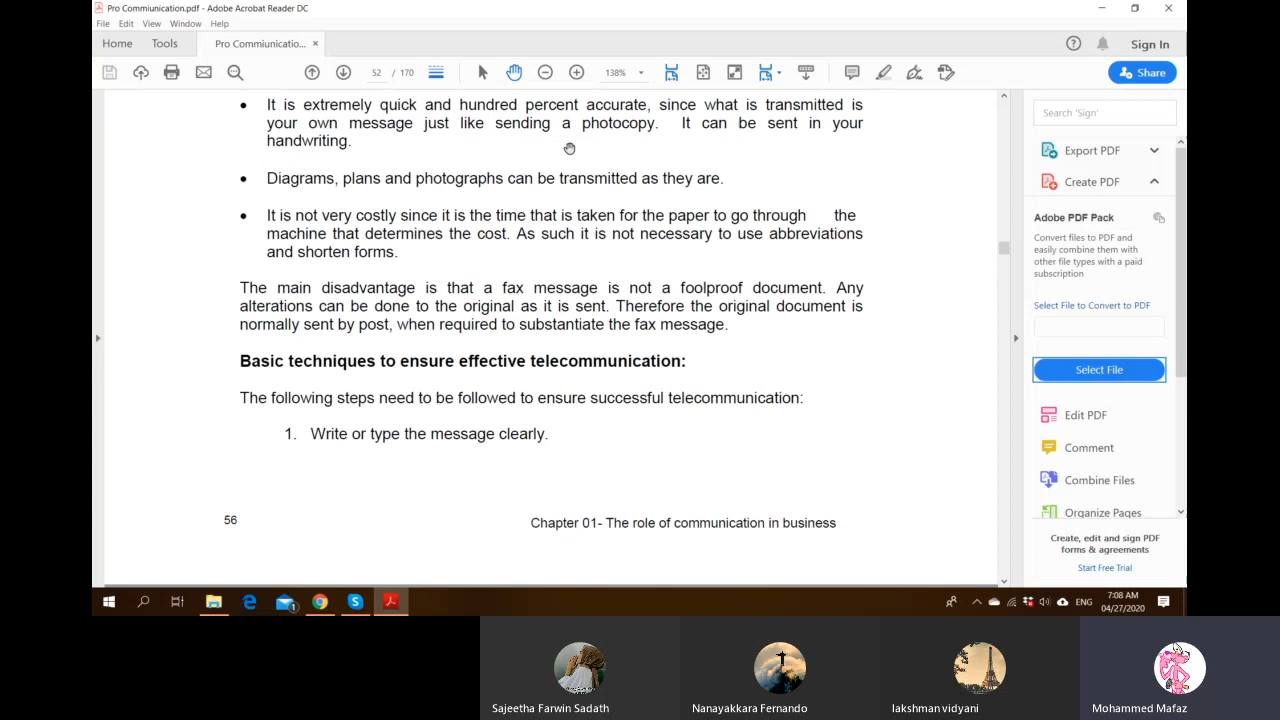 Pro Commiunication.pdf - Adobe Acrobat Reader DC
File Edit View Window Help
Home Tools Pro Commiunicatio... × Sign In
52 / 170 138% Share
• It is extremely quick and hundred percent accurate, since what is transmitted is
your own message just like sending a photocopy. It can be sent in your
handwriting.
• Diagrams, plans and photographs can be transmitted as they are.
• It is not very costly since it is the time that is taken for the paper to go through the
machine that determines the cost. As such it is not necessary to use abbreviations
and shorten forms.
The main disadvantage is that a fax message is not a foolproof document. Any
alterations can be done to the original as it is sent. Therefore the original document is
normally sent by post, when required to substantiate the fax message.
Basic techniques to ensure effective telecommunication:
The following steps need to be followed to ensure successful telecommunication:
1. Write or type the message clearly.
56
Chapter 01- The role of communication in business
Search 'Sign'
Export PDF
Create PDF
Adobe PDF Pack
Convert files to PDF and
easily combine them with
other file types with a paid
subscription
Select File to Convert to PDF
Select File
Edit PDF
Comment
Combine Files
Organize Pages
Create, edit and sign PDF
forms & agreements
Start Free Trial
1
ENG
7:08 AM
04/27/2020
Sajeetha Farwin Sadath
Nanayakkara Fernando
lakshman vidyani
Mohammed Mafaz